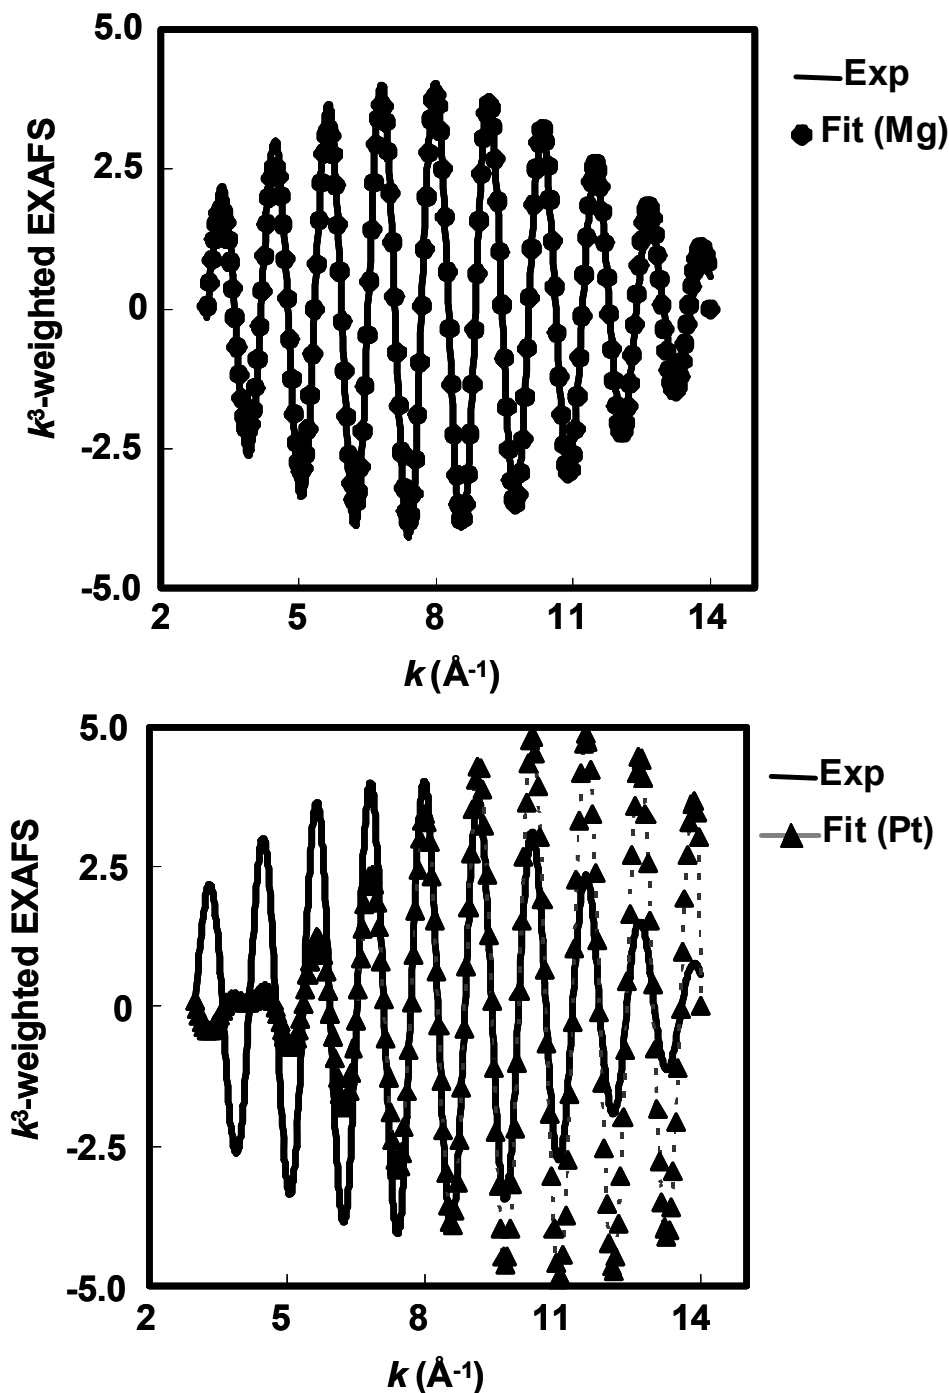 5.0
2.5
0
-2.5
-5.0
2 5 8 11 14
k (Å-1)
k3-weighted EXAFS
Exp
Fit (Mg)
5.0
2.5
0
-2.5
-5.0
2 5 8 11 14
k (Å-1)
k3-weighted EXAFS
Exp
Fit (Pt)